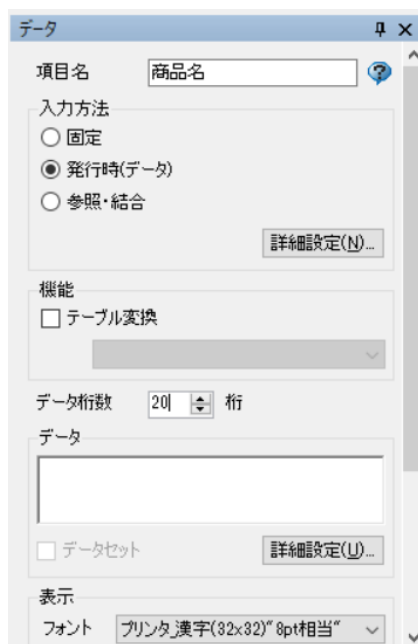 データ
項目名 商品名
入力方法
固定
発行時(データ)
参照・結合
詳細設定(N)...
機能
テーブル変換
データ桁数 20 桁
データ
データセット 詳細設定(U)...
表示
フォント プリンタ_漢字(32x32)"8pt相当"